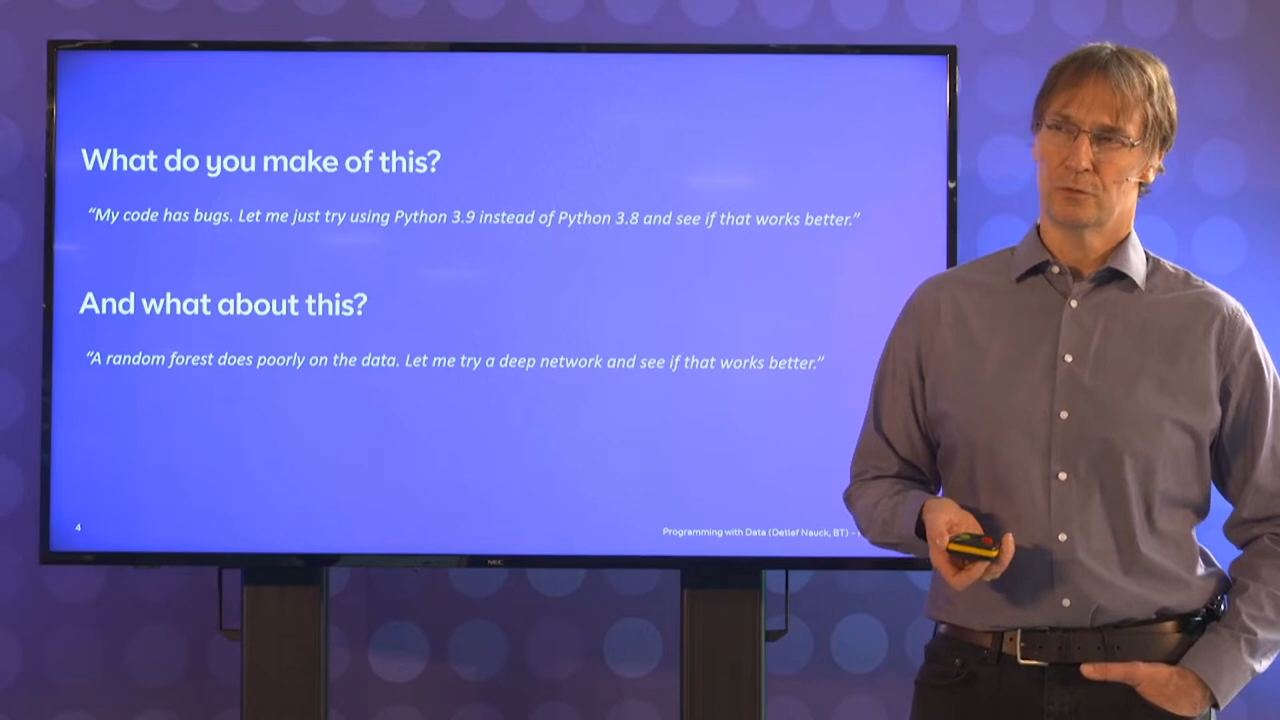 What do you make of this?
“My code has bugs. Let me just try using Python 3.9 instead of Python 3.8 and see if that works better.”
And what about this?
“A random forest does poorly on the data. Let me try a deep network and see if that works better.”
4
Programming with Data (Detlef Nauck, BT) -
NEC